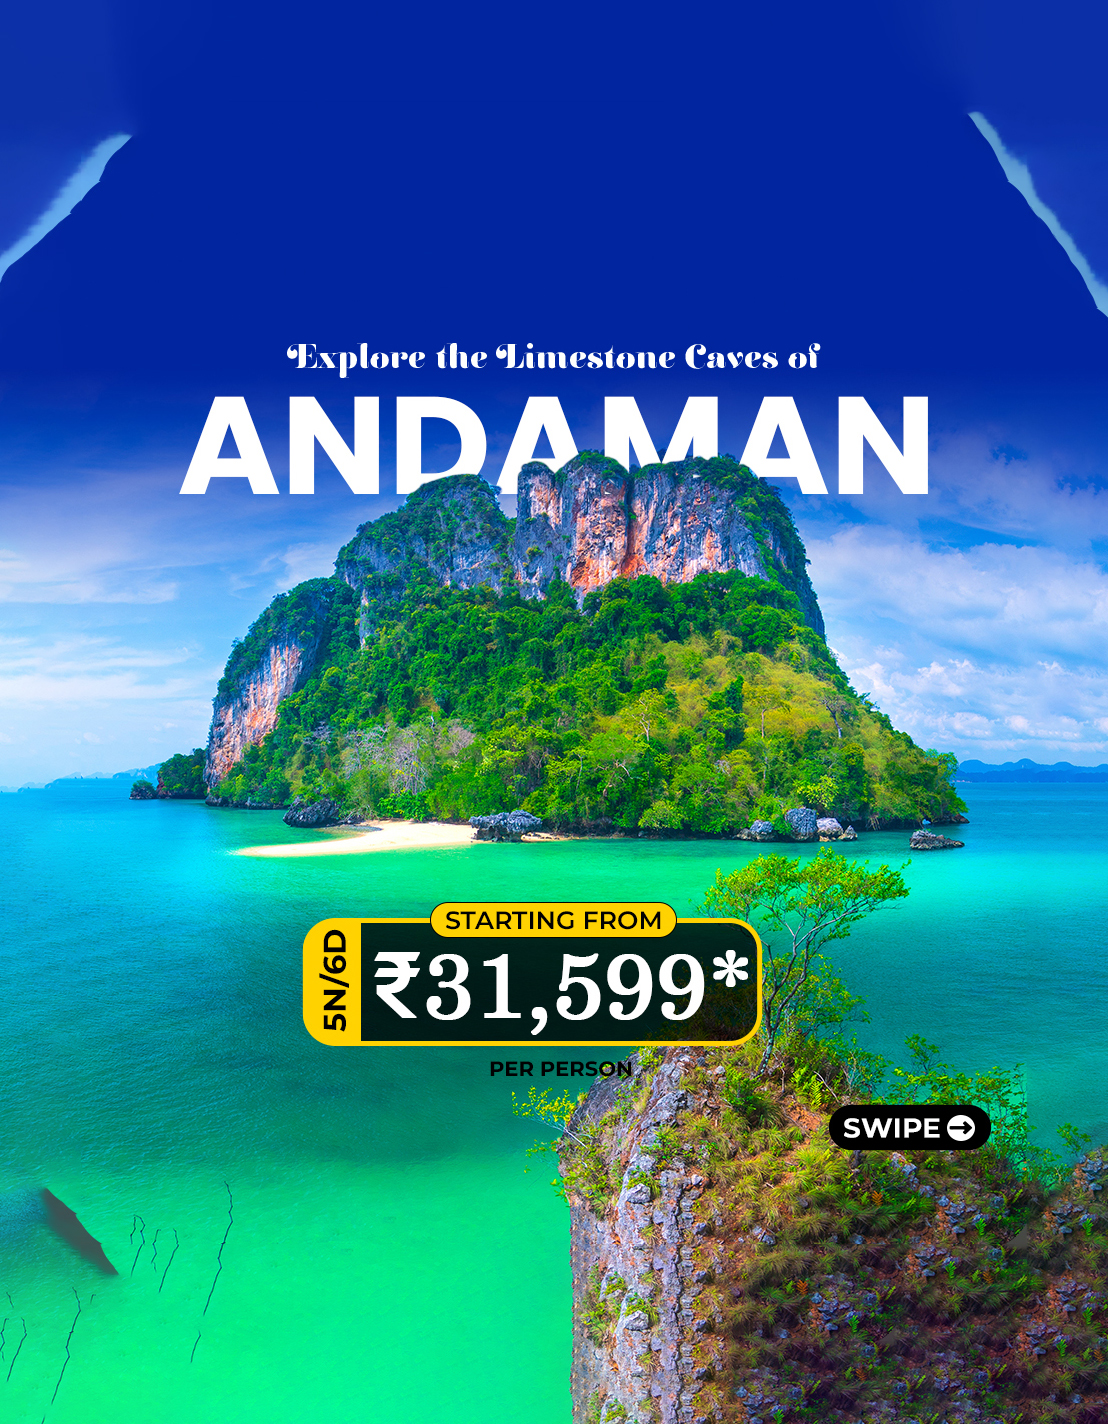 Explore the Limestone Caves of
ANDAMAN
STARTING FROM
5N/6D
₹31,599*
PER PERSON
SWIPE